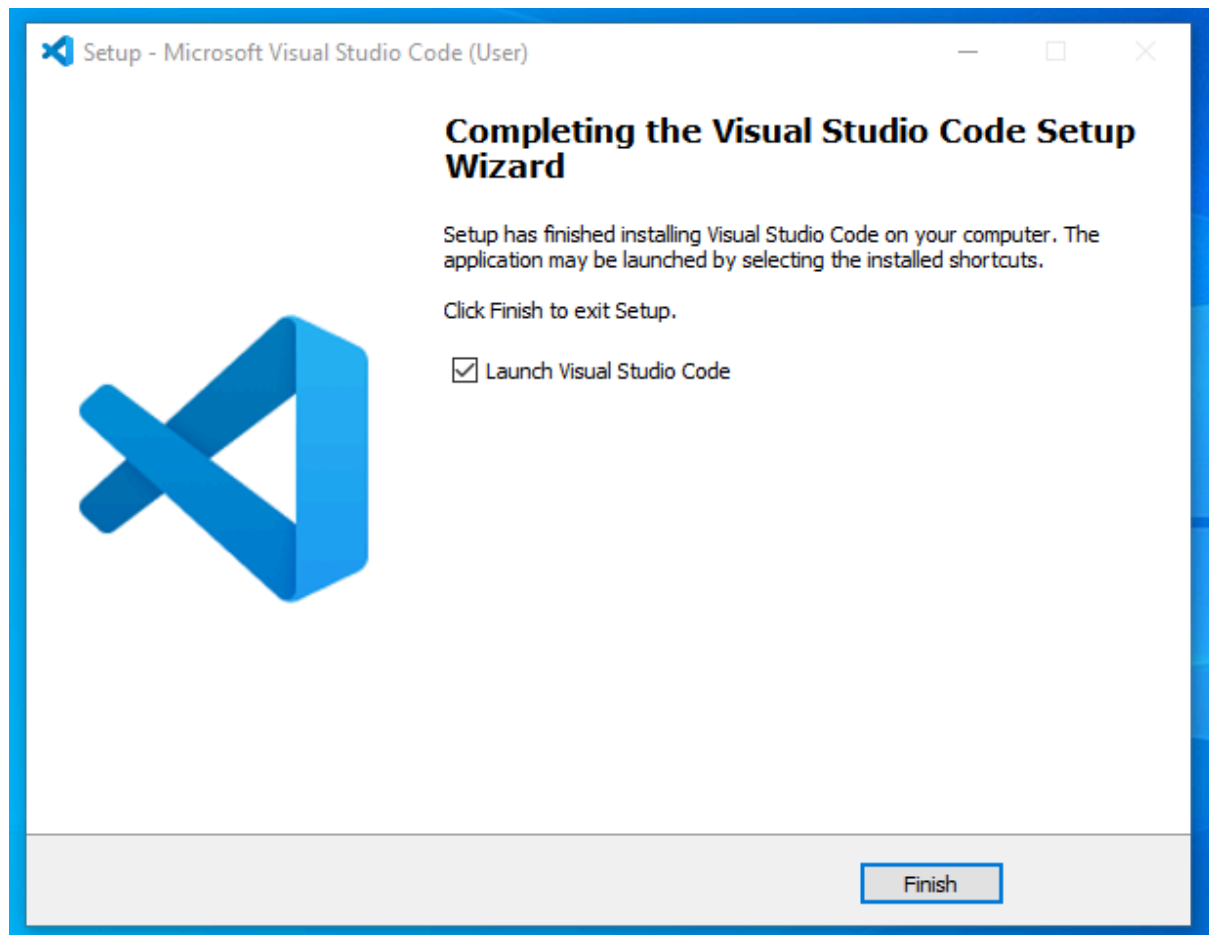 Setup - Microsoft Visual Studio Code (User)
Completing the Visual Studio Code Setup
Wizard
Setup has finished installing Visual Studio Code on your computer. The
application may be launched by selecting the installed shortcuts.
Click Finish to exit Setup.
Launch Visual Studio Code
Finish